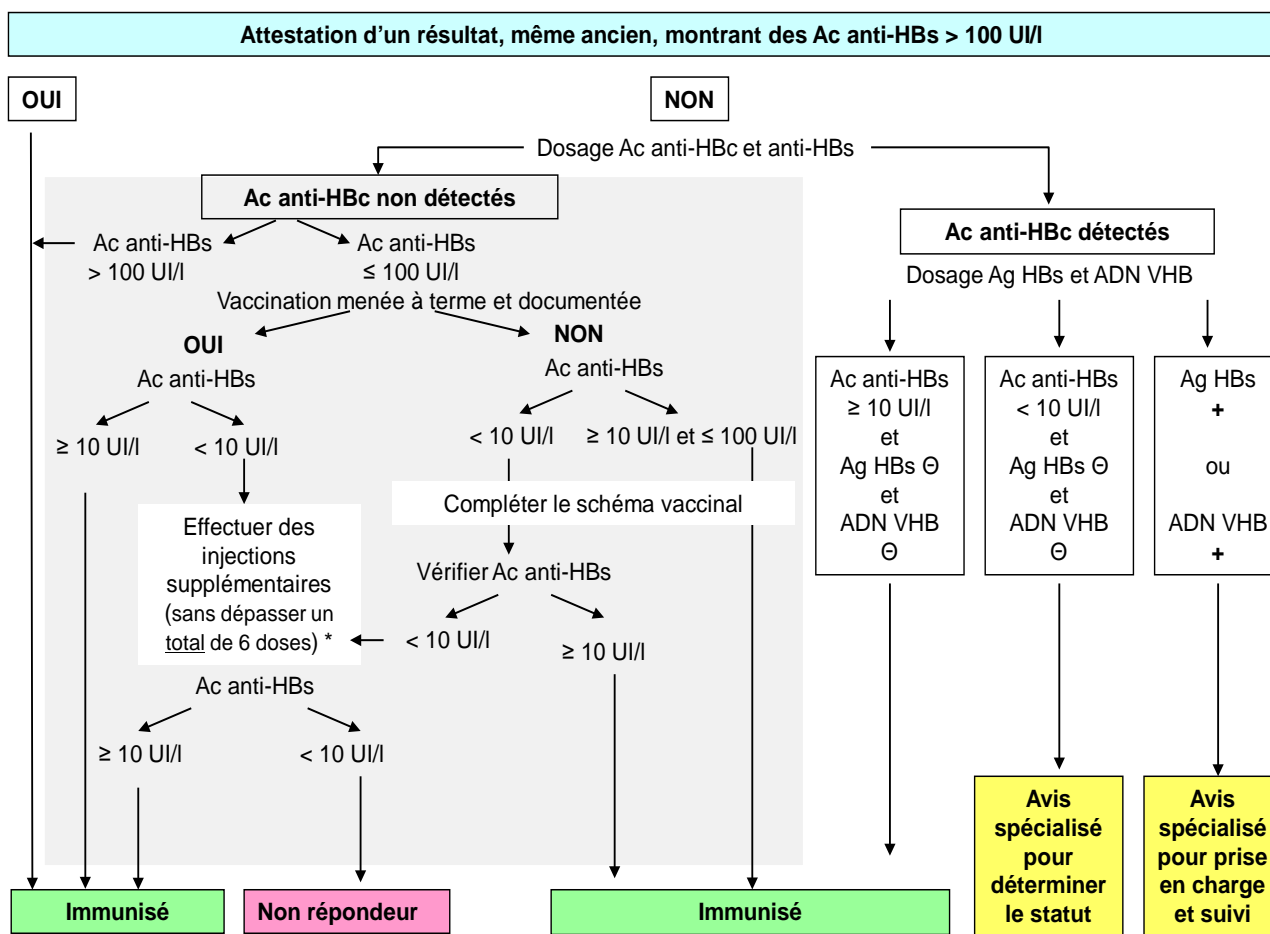 Attestation d’un résultat, même ancien, montrant des Ac anti-HBs > 100 UI/l
OUI
NON
Dosage Ac anti-HBc et anti-HBs
Ac anti-HBc non détectés
Ac anti-HBs
> 100 UI/l
Ac anti-HBs
≤ 100 UI/l
Vaccination menée à terme et documentée
OUI
Ac anti-HBs
≥ 10 UI/l
< 10 UI/l
Effectuer des
injections
supplémentaires
(sans dépasser un
total de 6 doses) *
Ac anti-HBs
≥ 10 UI/l
< 10 UI/l
NON
Ac anti-HBs
< 10 UI/l
≥ 10 UI/l et ≤ 100 UI/l
Compléter le schéma vaccinal
Vérifier Ac anti-HBs
< 10 UI/l
≥ 10 UI/l
Ac anti-HBc détectés
Dosage Ag HBs et ADN VHB
Ac anti-HBs
≥ 10 UI/l
et
Ag HBs Θ
et
ADN VHB
Θ
Ac anti-HBs
< 10 UI/l
et
Ag HBs Θ
et
ADN VHB
Θ
Ag HBs
+
ou
ADN VHB
+
Immunisé
Non répondeur
Immunisé
Avis
spécialisé
pour
déterminer
le statut
Avis
spécialisé
pour prise
en charge
et suivi